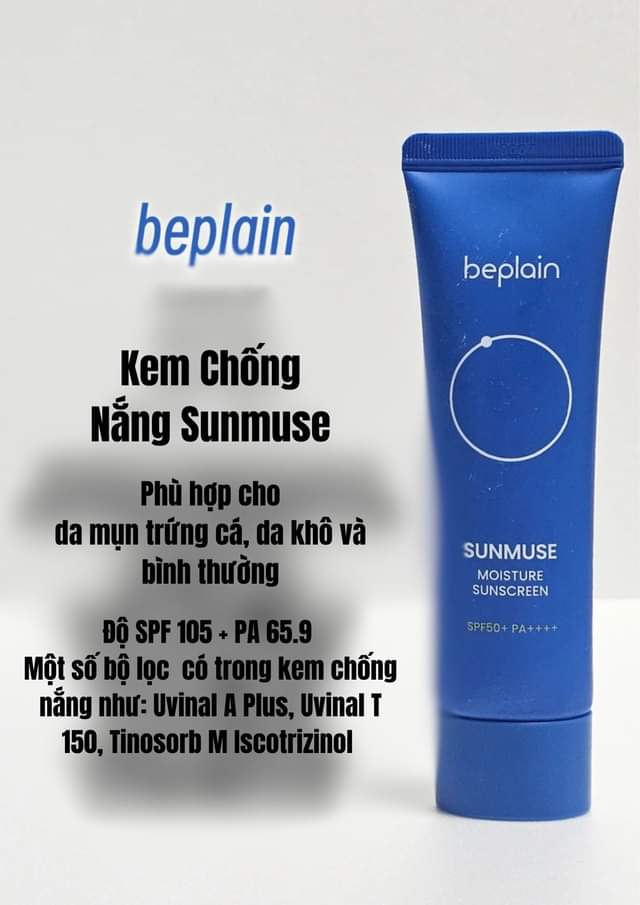 beplain
Kem Chống
Nắng Sunmuse
Phù hợp cho
da mụn trứng cá, da khô và
bình thường
Độ SPF 105 + PA 65.9
Một số bộ lọc có trong kem chống
nắng như: Uvinal A Plus, Uvinal T
150, Tinosorb M Iscotrizinol
beplain
SUNMUSE
MOISTURE
SUNSCREEN
SPF50+ PA++++